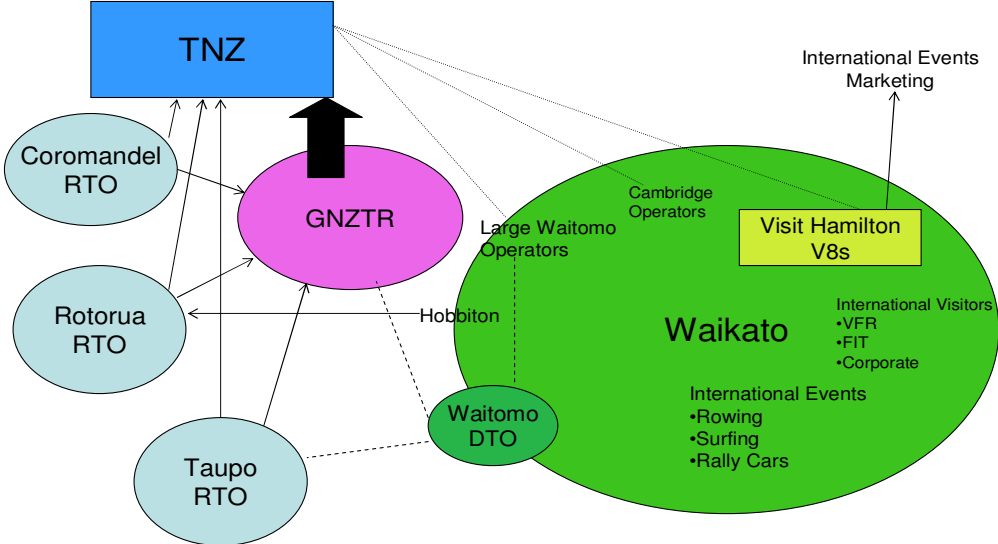 TNZ
International Events
Marketing
Coromandel
RTO
GNZTR
Cambridge
Operators
Large Waitomo
Operators
Visit Hamilton
V8s
Rotorua
RTO
Hobbiton
Waikato
International Visitors
•VFR
•FIT
•Corporate
International Events
•Rowing
•Surfing
•Rally Cars
Waitomo
DTO
Taupo
RTO